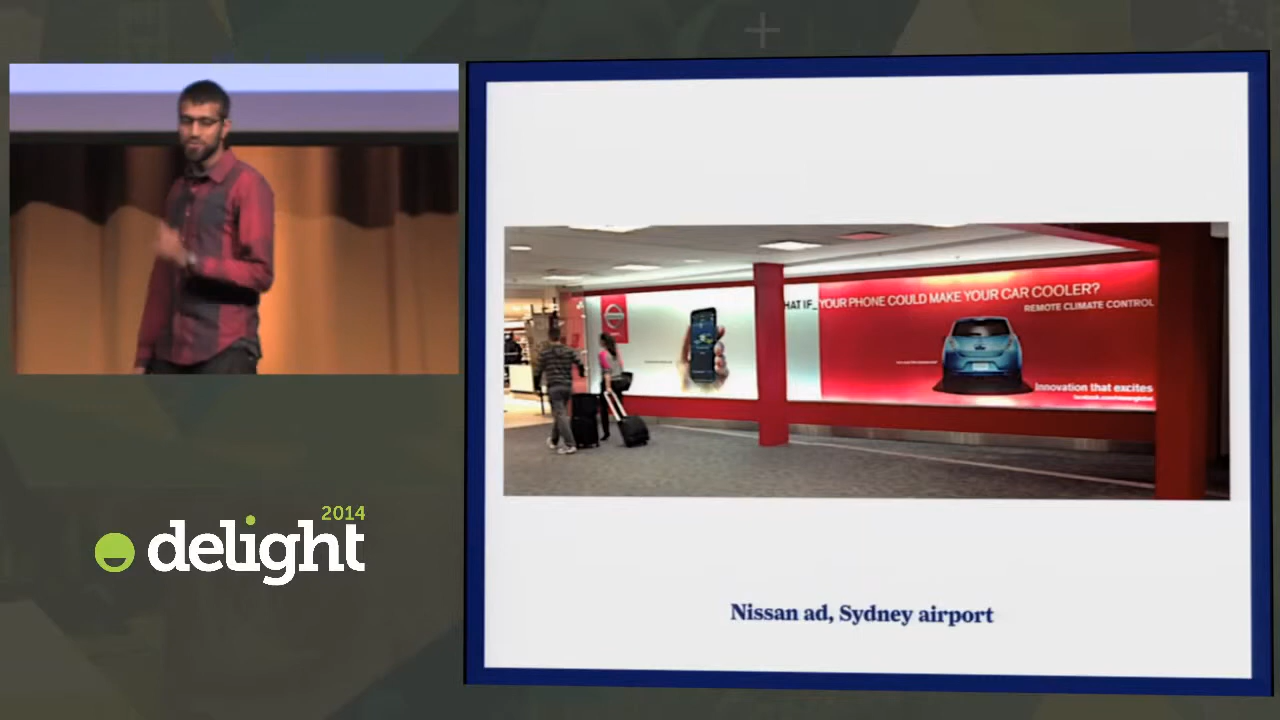 2014
delight
HAT IF_YOUR PHONE COULD MAKE YOUR CAR COOLER?
REMOTE CLIMATE CONTROL
Innovation that excites
Nissan ad, Sydney airport